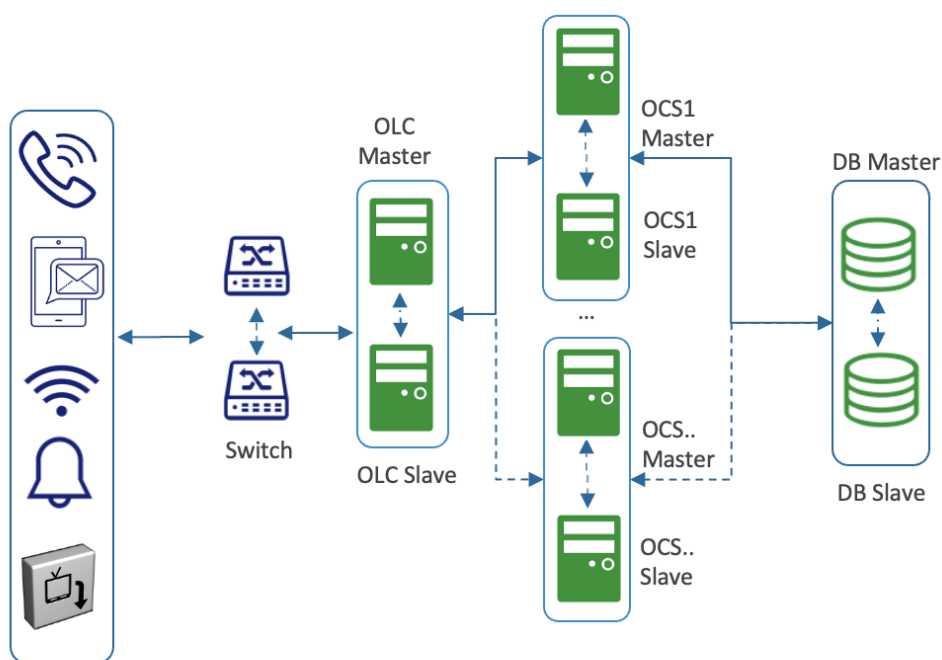 OLC
Master
OCS1
Master
OCS1
Slave
DB Master
...
Switch
OLC Slave
OCS..
Master
OCS..
Slave
DB Slave